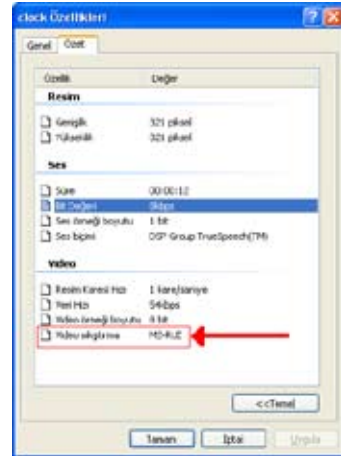 clock Özellikleri
Genel Özet
Özellik Değer
Resim
Genişlik 321 piksel
Yükseklik 321 piksel
Ses
Süre 00:00:12
Bit Değeri 8kbps
Ses örneği boyutu 1 bit
Ses biçimi DSP Group TrueSpeech(TM)
Video
Resim Karesi Hızı 1 kare/saniye
Veri Hızı 54kbps
Video örneği boyutu 8 bit
Video sıkıştırma MS-RLE
<<Temel
Tamam İptal Uygula